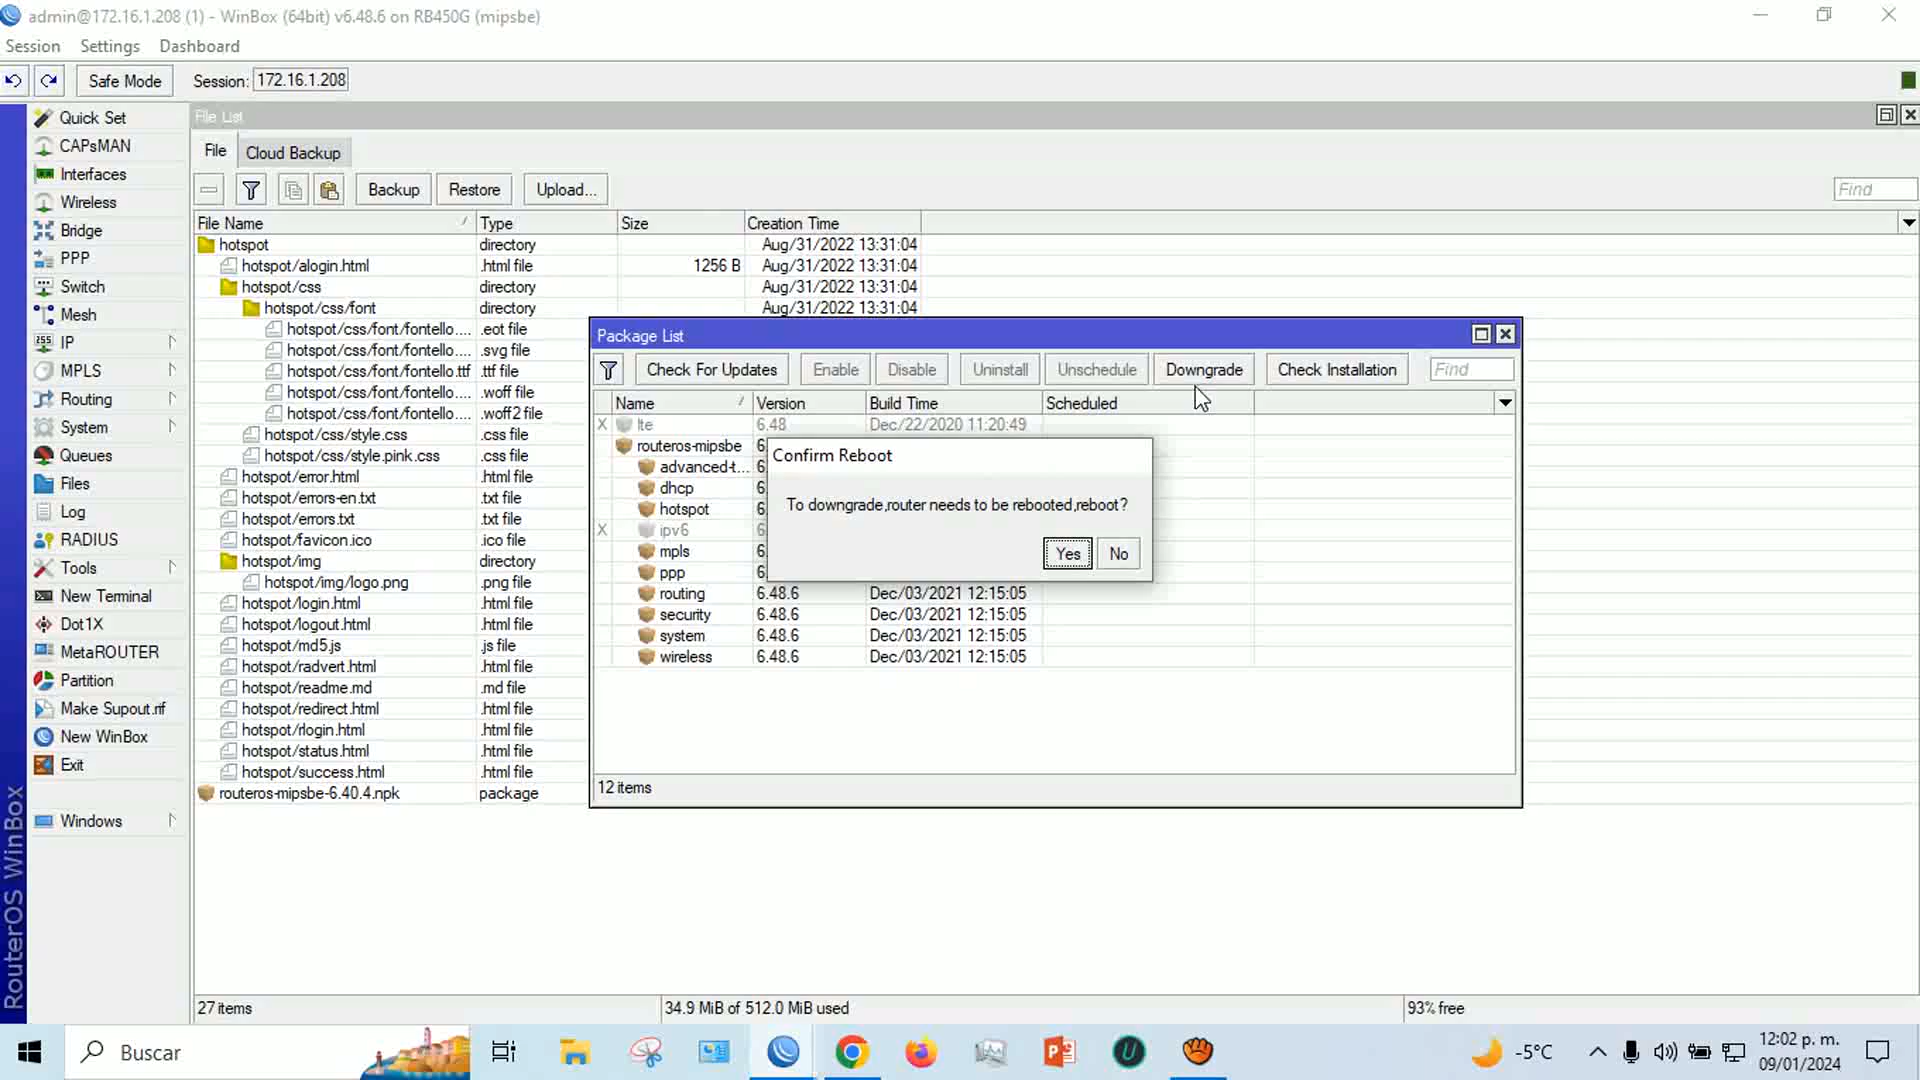 admin@172.16.1.208 (1) - WinBox (64bit) v6.48.6 on RB450G (mipsbe)
Session Settings Dashboard
Safe Mode Session: 172.16.1.208
Quick Set
CAPsMAN
Interfaces
Wireless
Bridge
PPP
Switch
Mesh
IP
MPLS
Routing
System
Queues
Files
Log
RADIUS
Tools
New Terminal
Dot1X
MetaROUTER
Partition
Make Supout.rif
New WinBox
Exit
Windows
RouterOS WinBox
File List
File Cloud Backup
Backup Restore Upload... Find
File Name Type Size Creation Time
hotspot directory Aug/31/2022 13:31:04
hotspot/alogin.html .html file 1256 B Aug/31/2022 13:31:04
hotspot/css directory Aug/31/2022 13:31:04
hotspot/css/font directory Aug/31/2022 13:31:04
hotspot/css/font/fontello.... .eot file
hotspot/css/font/fontello.... .svg file
hotspot/css/font/fontello.ttf .ttf file
hotspot/css/font/fontello.... .woff file
hotspot/css/font/fontello.... .woff2 file
hotspot/css/style.css .css file
hotspot/css/style.pink.css .css file
hotspot/error.html .html file
hotspot/errors-en.txt .txt file
hotspot/errors.txt .txt file
hotspot/favicon.ico .ico file
hotspot/img directory
hotspot/img/logo.png .png file
hotspot/login.html .html file
hotspot/logout.html .html file
hotspot/md5.js .js file
hotspot/radvert.html .html file
hotspot/readme.md .md file
hotspot/redirect.html .html file
hotspot/rlogin.html .html file
hotspot/status.html .html file
hotspot/success.html .html file
routeros-mipsbe-6.40.4.npk package
27 items 34.9 MiB of 512.0 MiB used 93% free
Package List
Check For Updates Enable Disable Uninstall Unschedule Downgrade Check Installation Find
Name Version Build Time Scheduled
X lte 6.48 Dec/22/2020 11:20:49
routeros-mipsbe 6.
advanced-t... 6.
dhcp 6.
hotspot 6.
X ipv6 6.
mpls 6.
ppp 6.
routing 6.48.6 Dec/03/2021 12:15:05
security 6.48.6 Dec/03/2021 12:15:05
system 6.48.6 Dec/03/2021 12:15:05
wireless 6.48.6 Dec/03/2021 12:15:05
12 items
Confirm Reboot
To downgrade,router needs to be rebooted,reboot?
Yes No
Buscar
-5°C
12:02 p. m.
09/01/2024